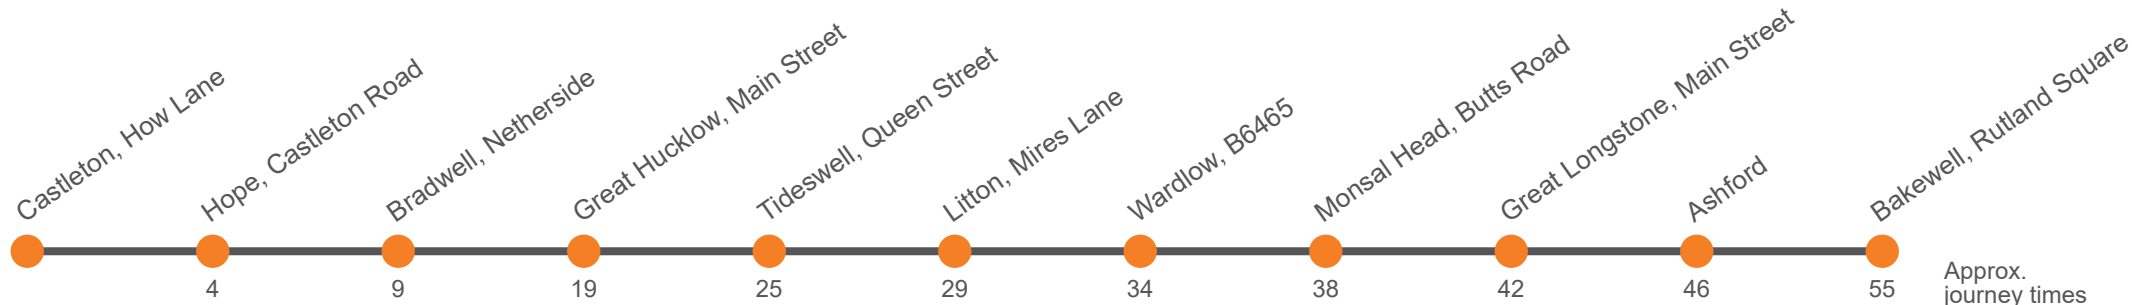 Castleton, How Lane
Hope, Castleton Road
Bradwell, Netherside
Great Hucklow, Main Street
Tideswell, Queen Street
Litton, Mires Lane
Wardlow, B6465
Monsal Head, Butts Road
Great Longstone, Main Street
Ashford
Bakewell, Rutland Square
4
9
19
25
29
34
38
42
46
55
Approx.
journey times